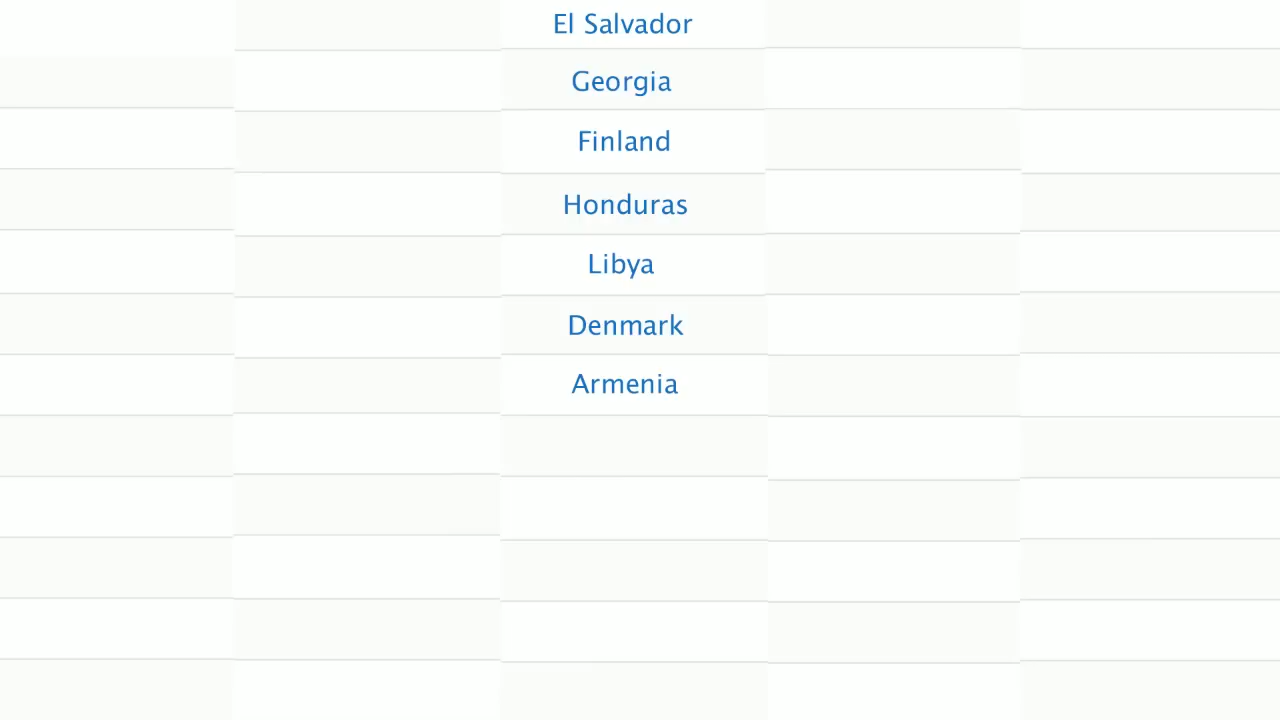 El Salvador
Georgia
Finland
Honduras
Libya
Denmark
Armenia